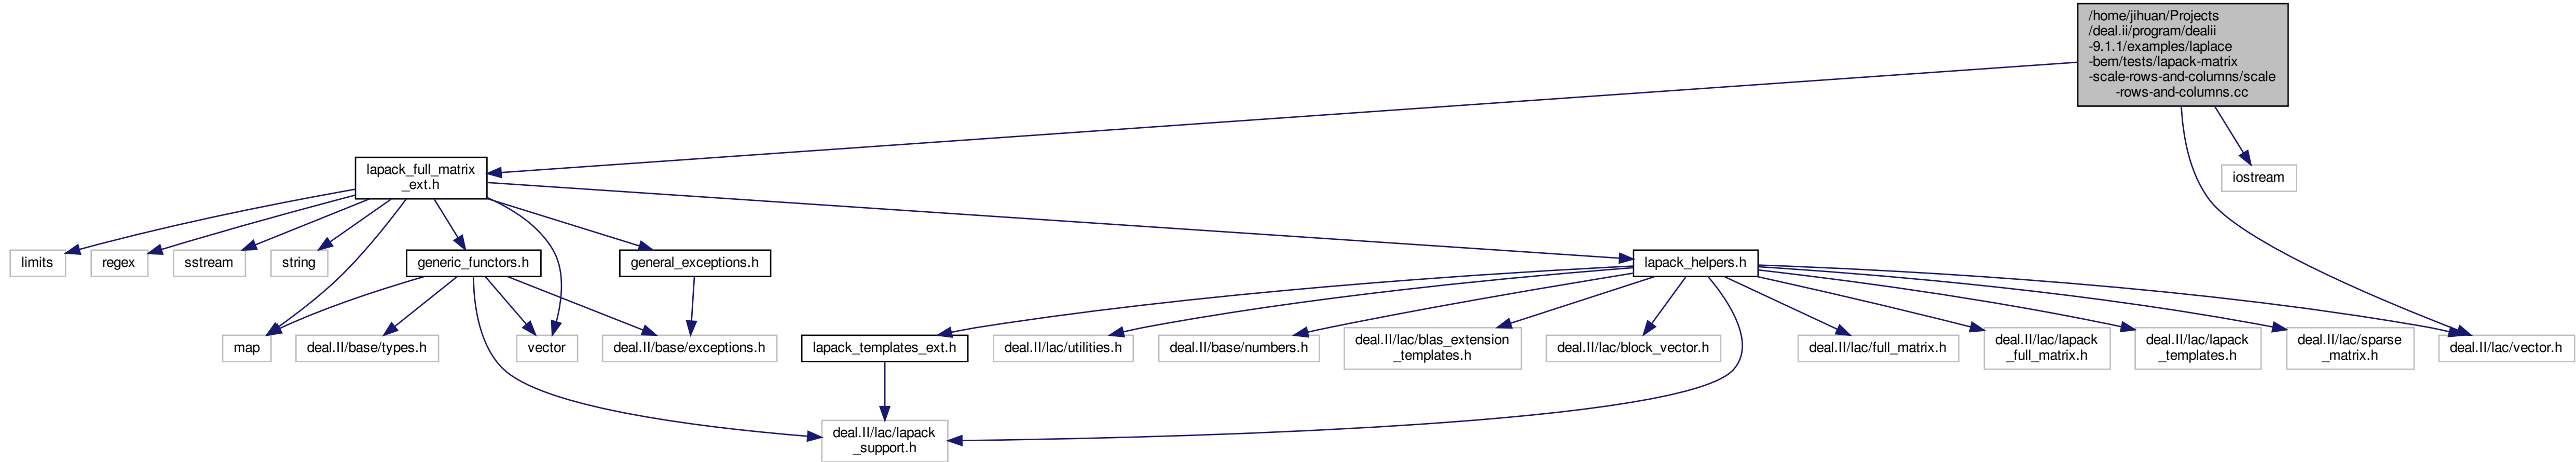 /home/jihuan/Projects
/deal.ii/program/dealii
-9.1.1/examples/laplace
-bem/tests/lapack-matrix
-scale-rows-and-columns/scale
-rows-and-columns.cc
lapack_full_matrix
_ext.h
iostream
limits
regex
sstream
string
generic_functors.h
general_exceptions.h
lapack_helpers.h
map
deal.II/base/types.h
vector
deal.II/base/exceptions.h
lapack_templates_ext.h
deal.II/lac/utilities.h
deal.II/base/numbers.h
deal.II/lac/blas_extension
_templates.h
deal.II/lac/block_vector.h
deal.II/lac/full_matrix.h
deal.II/lac/lapack
_full_matrix.h
deal.II/lac/lapack
_templates.h
deal.II/lac/sparse
_matrix.h
deal.II/lac/vector.h
deal.II/lac/lapack
_support.h